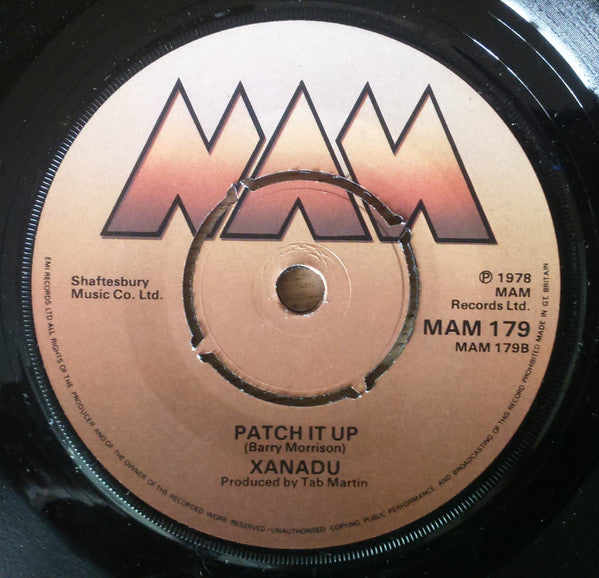 MAM
Shaftesbury
Music Co. Ltd.
℗ 1978
MAM
Records Ltd.
MAM 179
MAM 179B
PATCH IT UP
(Barry Morrison)
XANADU
Produced by Tab Martin
EMI RECORDS LTD ALL RIGHTS OF THE PRODUCER AND OF THE OWNER OF THE RECORDED WORK RESERVED • UNAUTHORISED COPYING PUBLIC PERFORMANCE AND BROADCASTING OF THIS RECORD PROHIBITED MADE IN GT. BRITAIN